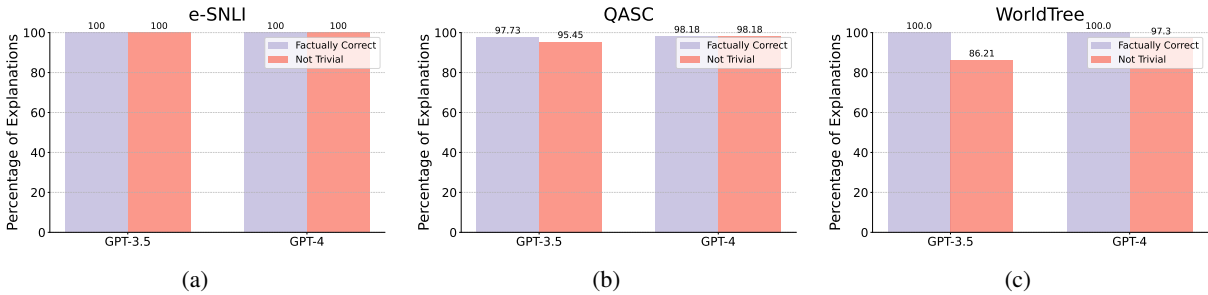 e-SNLI
100 100 100 100
Factually Correct
Not Trivial
Percentage of Explanations
100
80
60
40
20
0
GPT-3.5 GPT-4
(a)
QASC
97.73 95.45 98.18 98.18
Factually Correct
Not Trivial
Percentage of Explanations
100
80
60
40
20
0
GPT-3.5 GPT-4
(b)
WorldTree
100.0 86.21 100.0 97.3
Factually Correct
Not Trivial
Percentage of Explanations
100
80
60
40
20
0
GPT-3.5 GPT-4
(c)